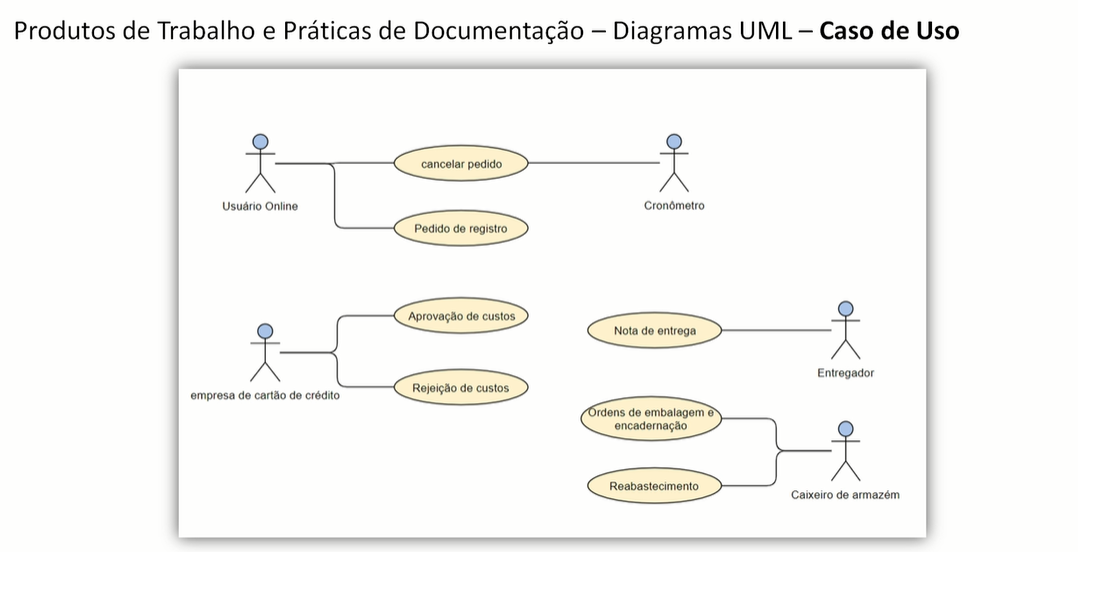 Produtos de Trabalho e Práticas de Documentação – Diagramas UML – Caso de Uso
cancelar pedido
Usuário Online
Cronômetro
Pedido de registro
Aprovação de custos
Nota de entrega
Entregador
Rejeição de custos
empresa de cartão de crédito
Ordens de embalagem e
encadernação
Reabastecimento
Caixeiro de armazém